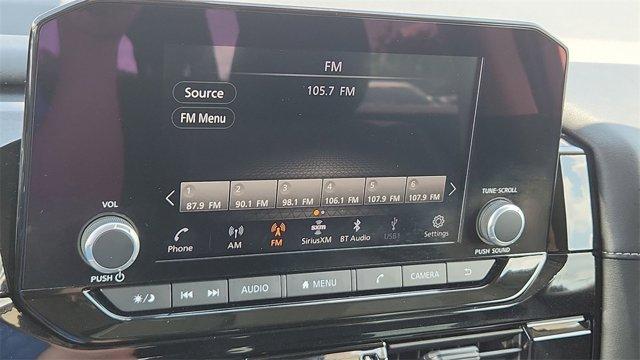 FM
Source
105.7 FM
FM Menu
1 2 3 4 5 6
87.9 FM 90.1 FM 98.1 FM 106.1 FM 107.9 FM 107.9 FM
VOL
TUNE·SCROLL
Phone AM FM SiriusXM BT Audio USB1 Settings
PUSH
PUSH SOUND
AUDIO MENU CAMERA